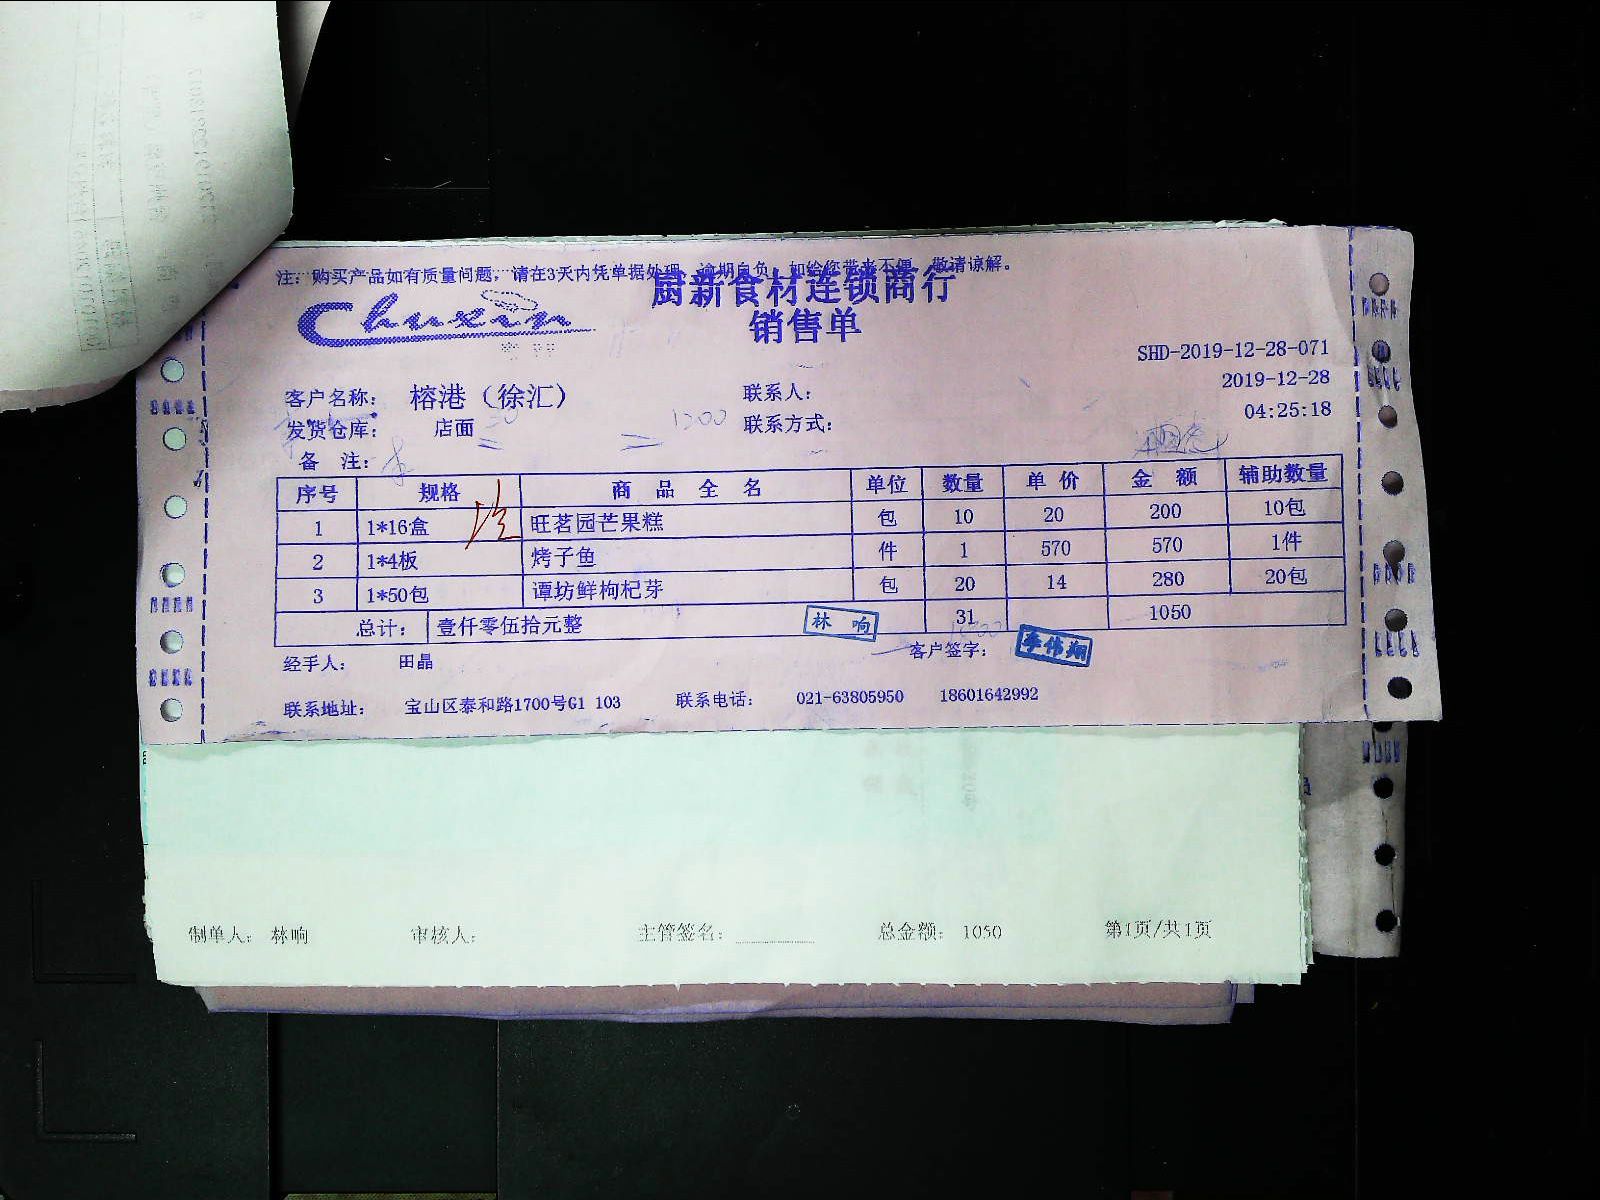 注：购买产品如有质量问题，请在3天内凭单据处理，逾期自负。如给您带来不便，敬请谅解。
Chuxin
厨新食材连锁商行
销售单
SHD-2019-12-28-071
2019-12-28
04:25:18
客户名称： 榕港（徐汇） 联系人：
发货仓库： 店面 1200 联系方式：
备 注：
序号 规格 商 品 全 名 单位 数量 单 价 金 额 辅助数量
1 1*16盒 旺茗园芒果糕 包 10 20 200 10包
2 1*4板 烤子鱼 件 1 570 570 1件
3 1*50包 谭坊鲜枸杞芽 包 20 14 280 20包
总计： 壹仟零伍拾元整 林 响 31 1050
经手人： 田晶 客户签字： 李伟翔
联系地址： 宝山区泰和路1700号G1 103 联系电话： 021-63805950 18601642992
制单人： 林响 审核人： 主管签名： 总金额： 1050 第1页/共1页